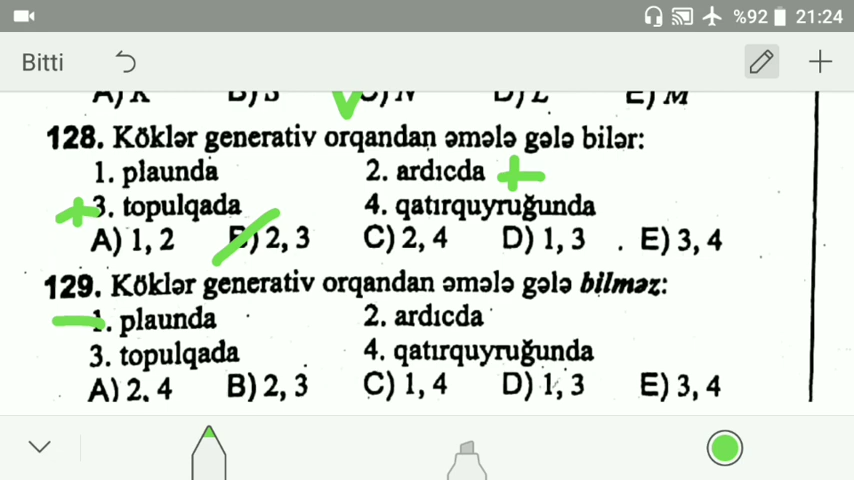 %92 21:24
Bitti
A) K B) S C) N D) L E) M
128. Köklər generativ orqandan əmələ gələ bilər:
1. plaunda 2. ardıcda
3. topulqada 4. qatırquyruğunda
A) 1, 2 B) 2, 3 C) 2, 4 D) 1, 3 E) 3, 4
129. Köklər generativ orqandan əmələ gələ bilməz:
1. plaunda 2. ardıcda
3. topulqada 4. qatırquyruğunda
A) 2, 4 B) 2, 3 C) 1, 4 D) 1, 3 E) 3, 4